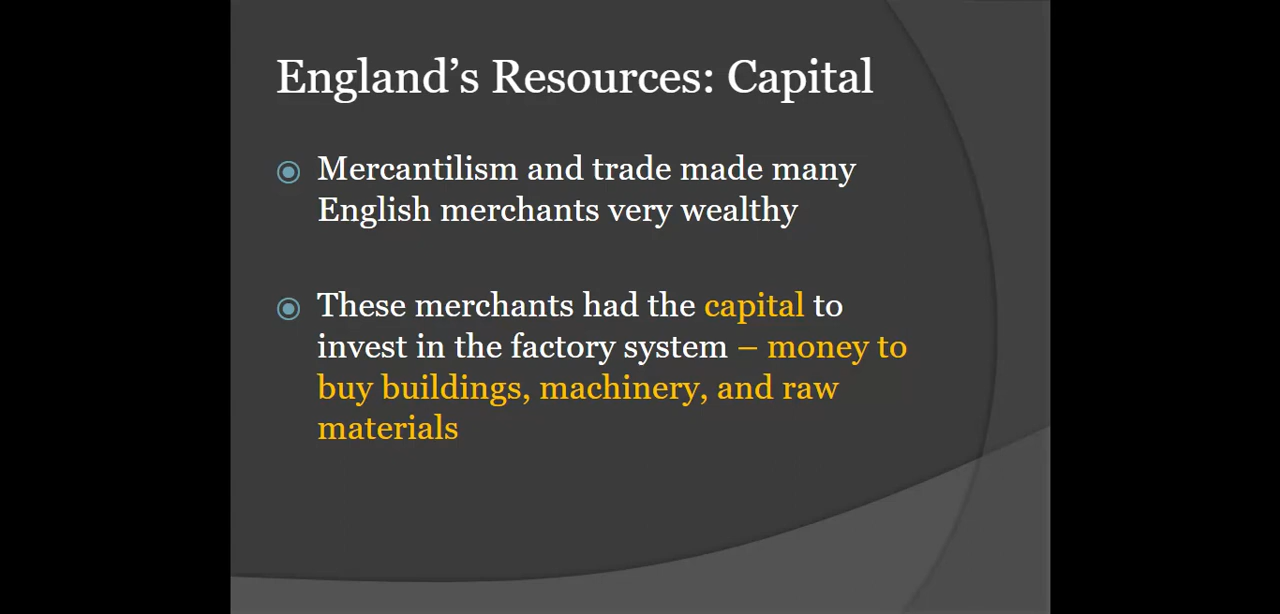 England’s Resources: Capital
Mercantilism and trade made many
English merchants very wealthy
These merchants had the capital to
invest in the factory system – money to
buy buildings, machinery, and raw
materials